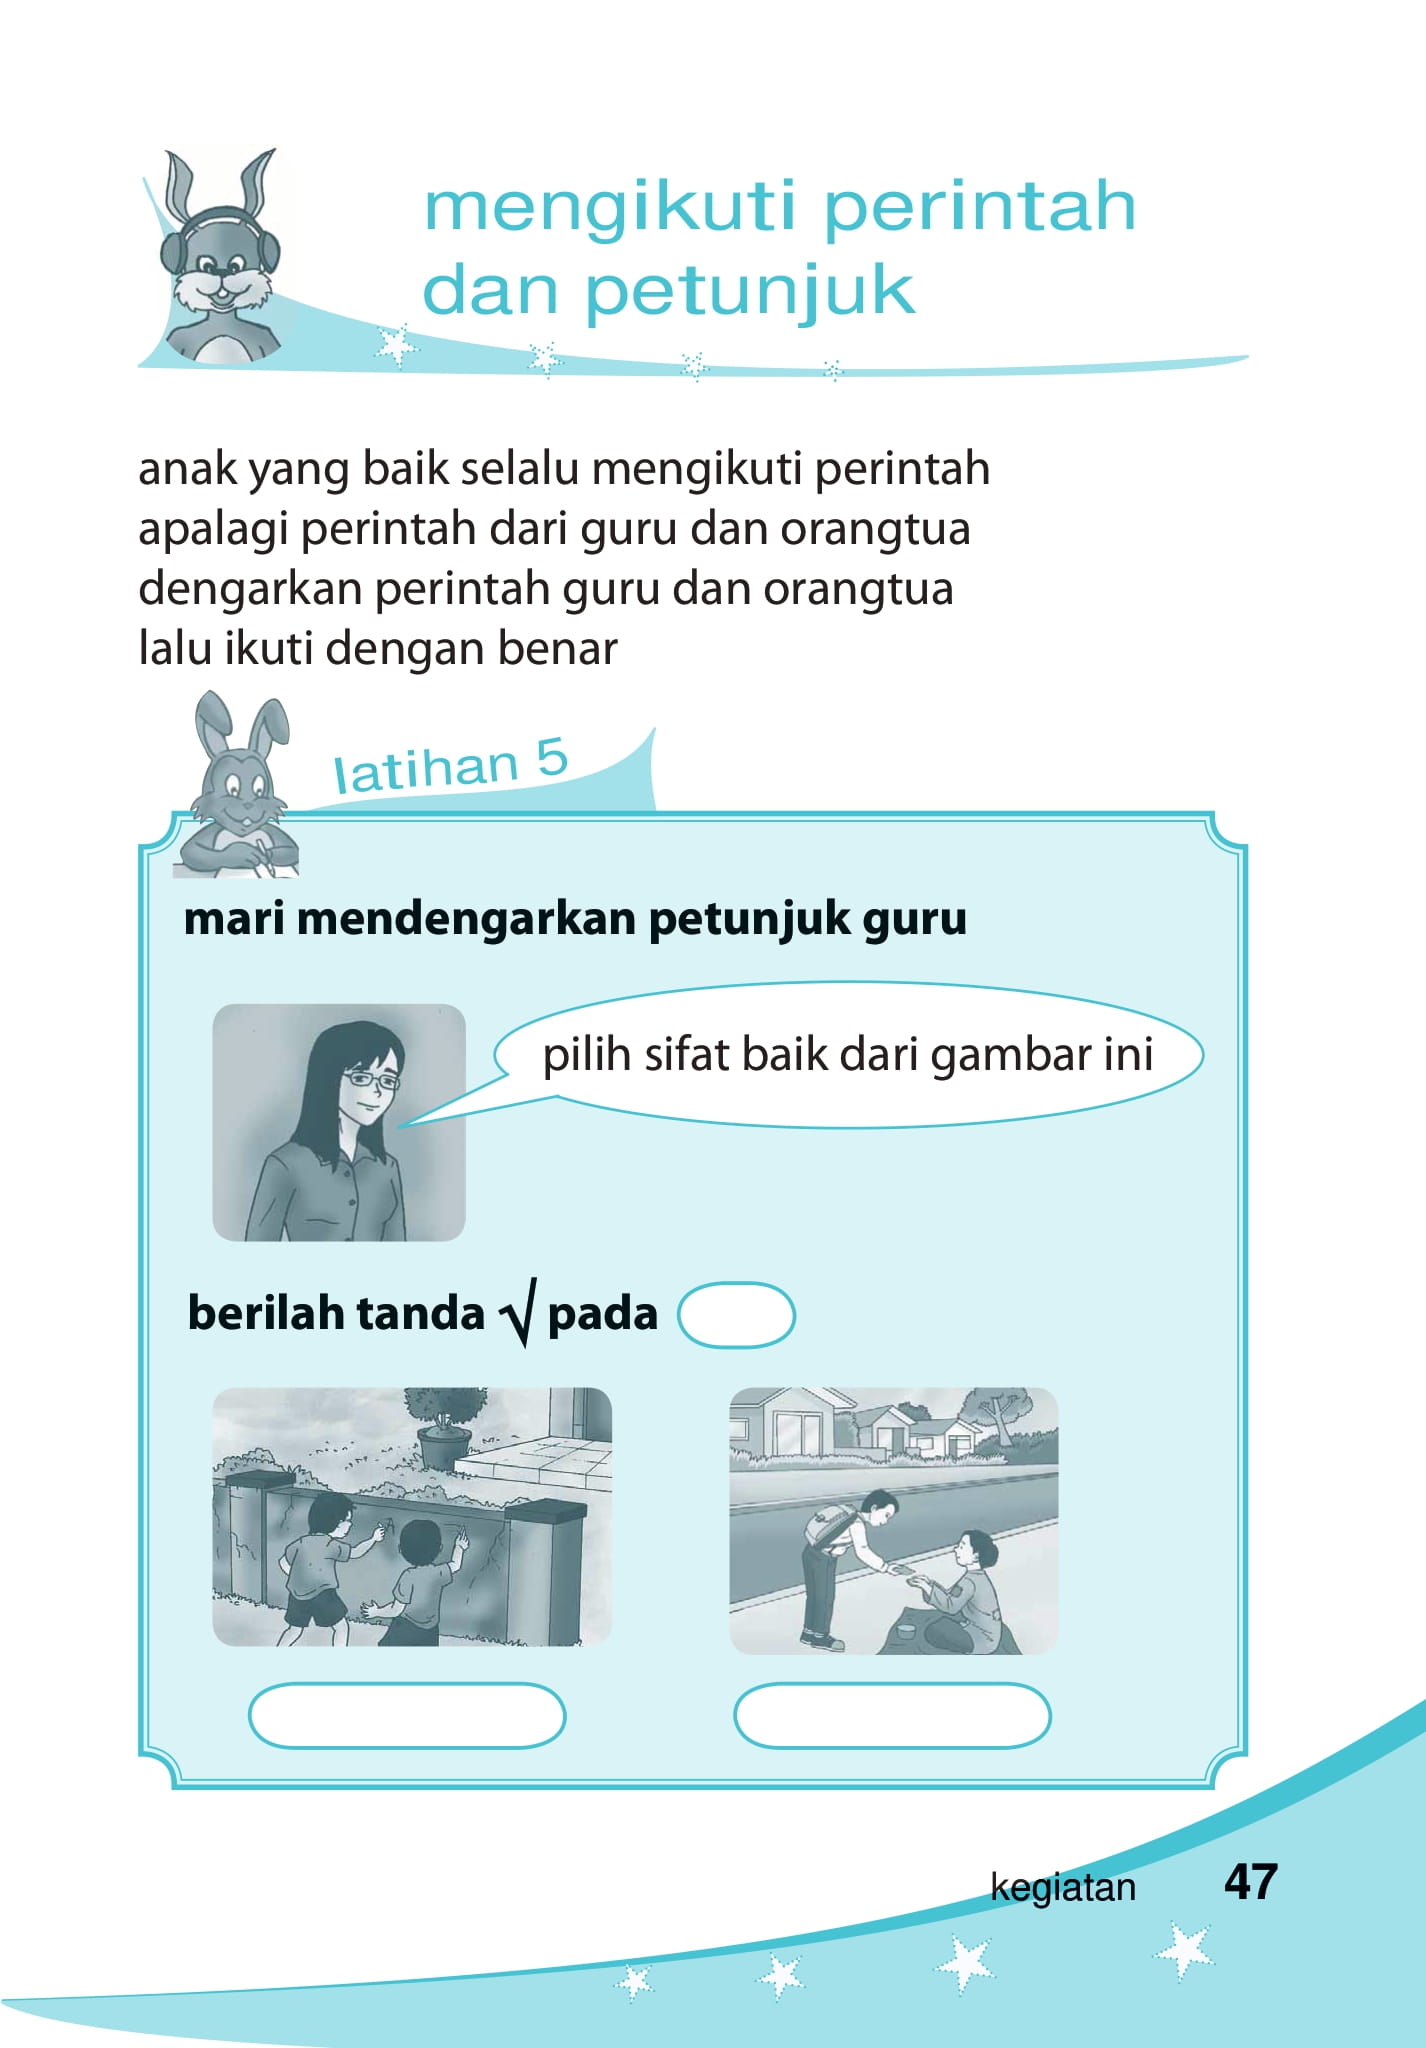 mengikuti perintah
dan petunjuk
anak yang baik selalu mengikuti perintah
apalagi perintah dari guru dan orangtua
dengarkan perintah guru dan orangtua
lalu ikuti dengan benar
latihan 5
mari mendengarkan petunjuk guru
pilih sifat baik dari gambar ini
berilah tanda √ pada
kegiatan 47